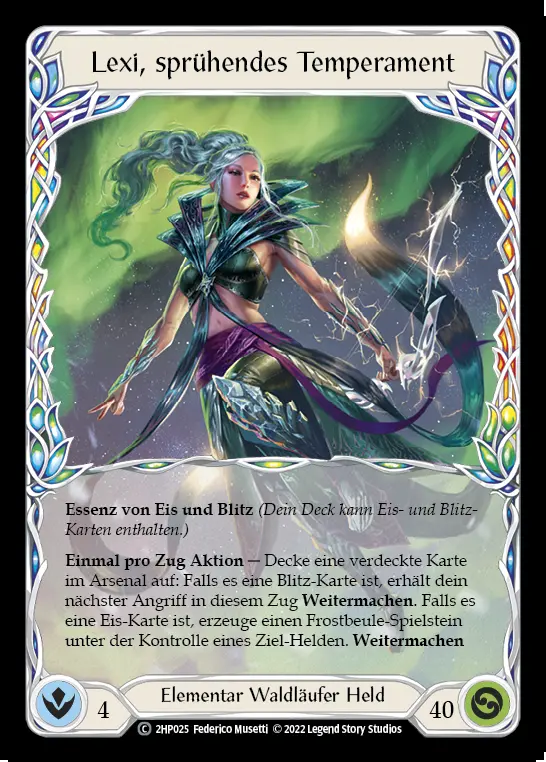 Lexi, sprühendes Temperament
Essenz von Eis und Blitz (Dein Deck kann Eis- und Blitz-
Karten enthalten.)
Einmal pro Zug Aktion — Decke eine verdeckte Karte
im Arsenal auf: Falls es eine Blitz-Karte ist, erhält dein
nächster Angriff in diesem Zug Weitermachen. Falls es
eine Eis-Karte ist, erzeuge einen Frostbeule-Spielstein
unter der Kontrolle eines Ziel-Helden. Weitermachen
4
Elementar Waldläufer Held
40
C 2HP025 Federico Musetti © 2022 Legend Story Studios